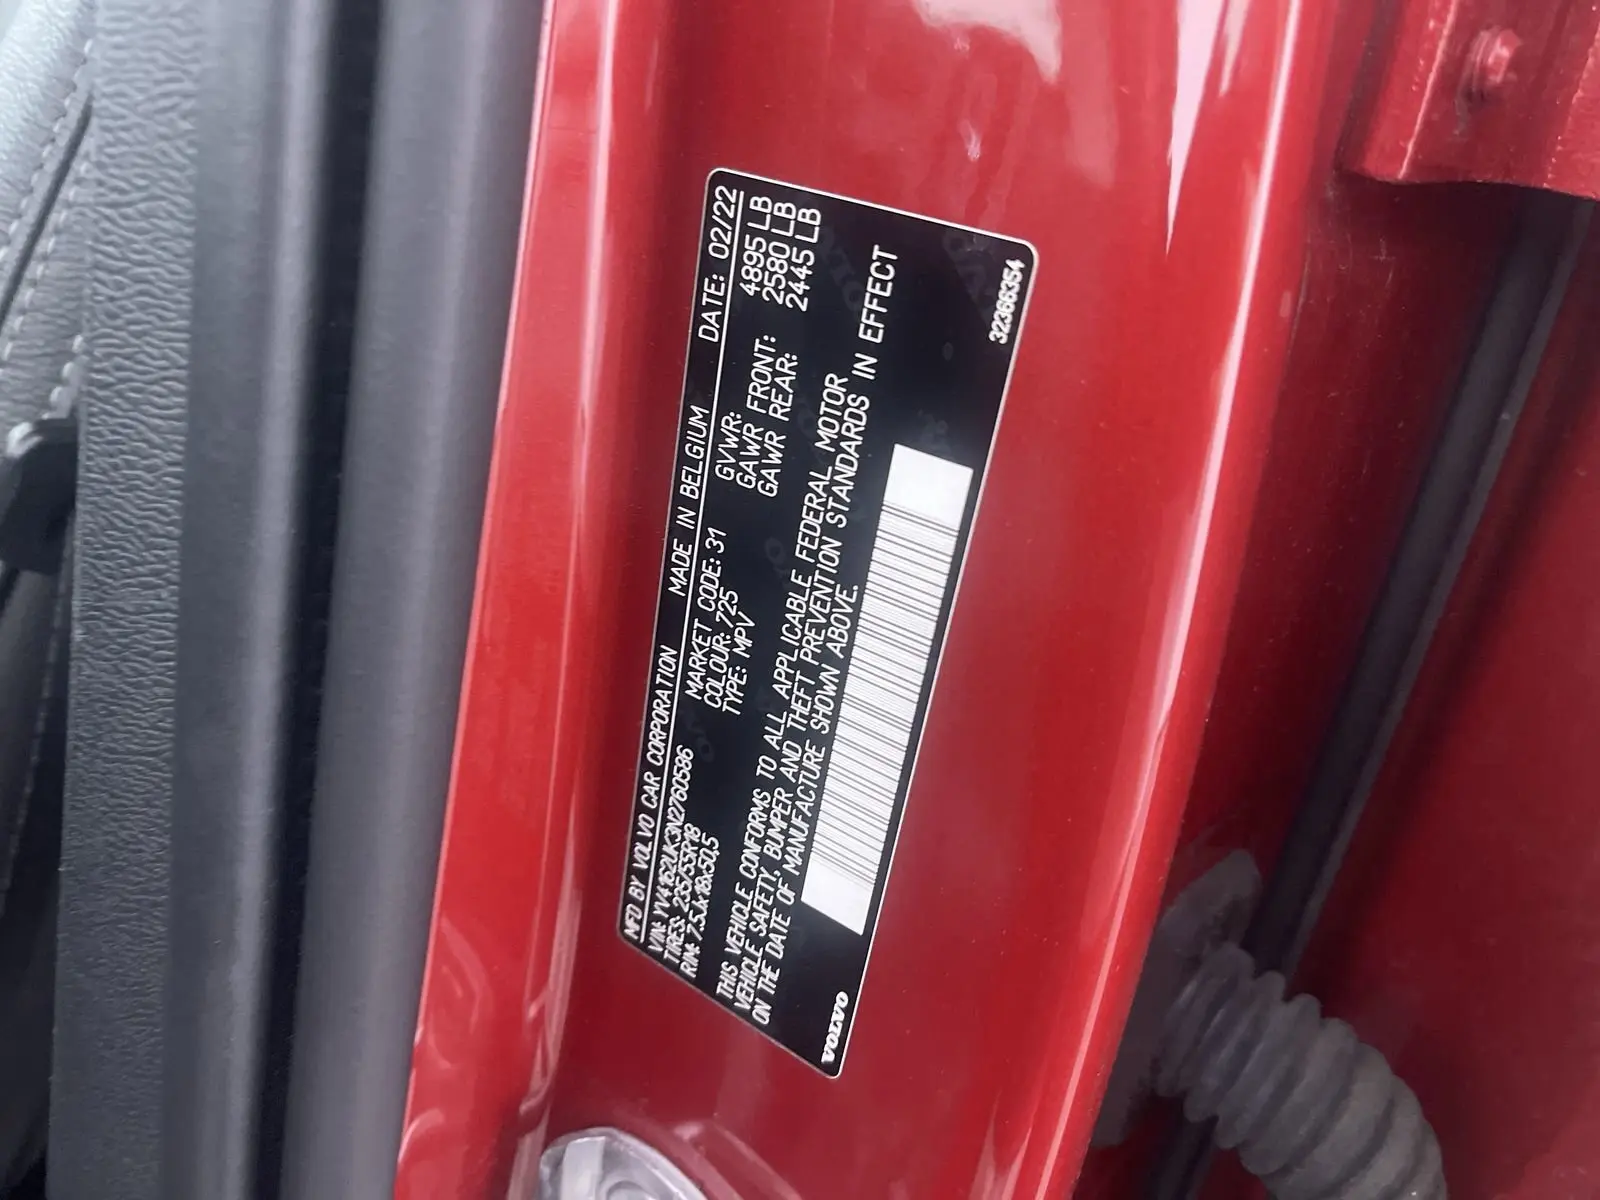 MFD BY VOLVO CAR CORPORATION MADE IN BELGIUM DATE: 02/22
VIN: YV4162UK3N2760586 MARKET CODE: 31 GVWR: 4895 LB
TIRES: 235/55R18 COLOUR: 725 GAWR FRONT: 2580 LB
RIM: 7.5Jx18x50,5 TYPE: MPV GAWR REAR: 2445 LB
THIS VEHICLE CONFORMS TO ALL APPLICABLE FEDERAL MOTOR
VEHICLE SAFETY, BUMPER AND THEFT PREVENTION STANDARDS IN EFFECT
ON THE DATE OF MANUFACTURE SHOWN ABOVE.
VOLVO 32366354